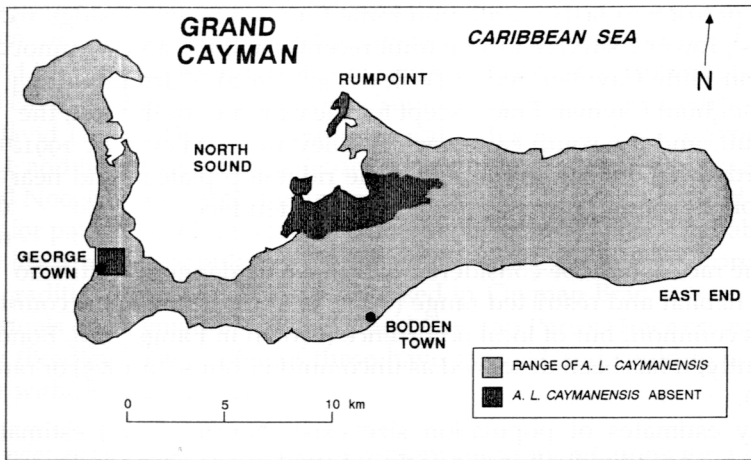 GRAND
CAYMAN
CARIBBEAN SEA
N
RUMPOINT
NORTH
SOUND
GEORGE
TOWN
EAST END
BODDEN
TOWN
RANGE OF A. L. CAYMANENSIS
A. L. CAYMANENSIS ABSENT
0 5 10 km